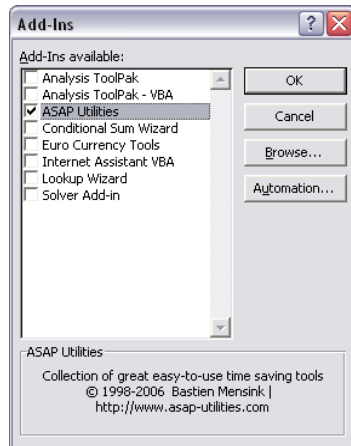 Add-Ins
Add-Ins available:
Analysis ToolPak
Analysis ToolPak - VBA
ASAP Utilities
Conditional Sum Wizard
Euro Currency Tools
Internet Assistant VBA
Lookup Wizard
Solver Add-in
OK
Cancel
Browse...
Automation...
ASAP Utilities
Collection of great easy-to-use time saving tools
© 1998-2006 Bastien Mensink |
http://www.asap-utilities.com